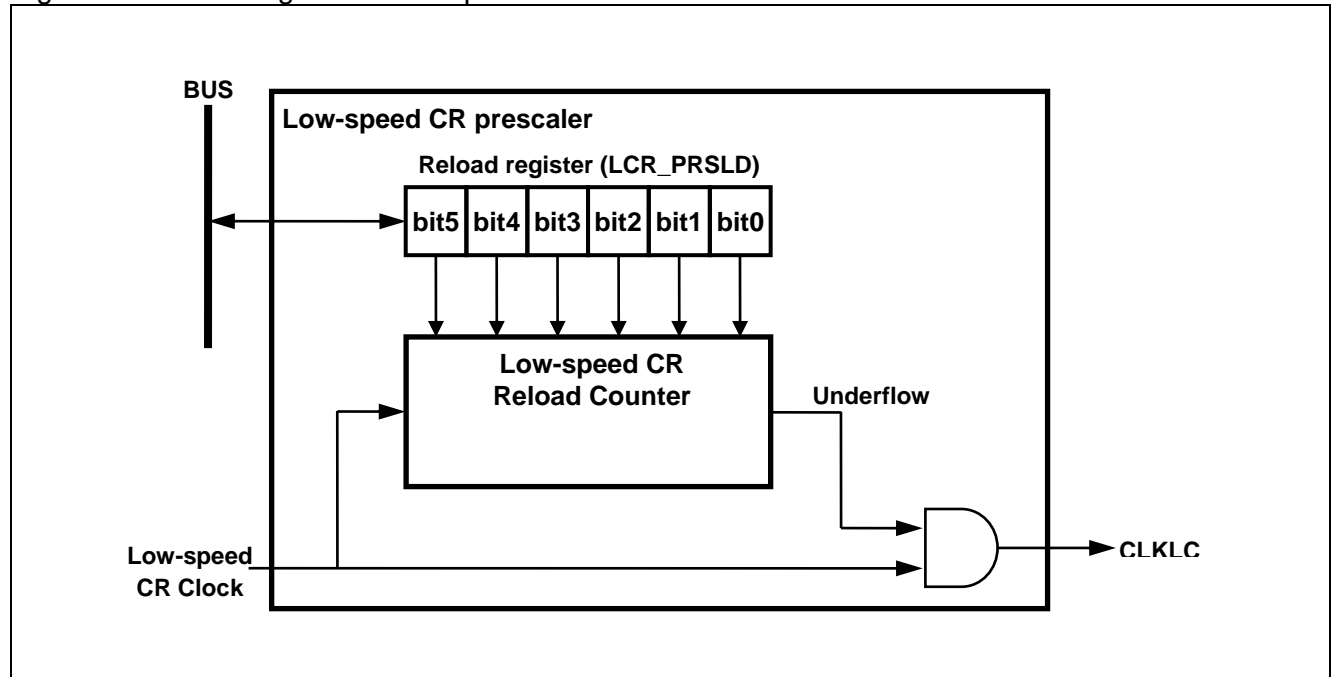 BUS
Low-speed CR prescaler
Reload register (LCR_PRSLD)
bit5 bit4 bit3 bit2 bit1 bit0
Low-speed CR
Reload Counter
Underflow
Low-speed
CR Clock
CLKLC